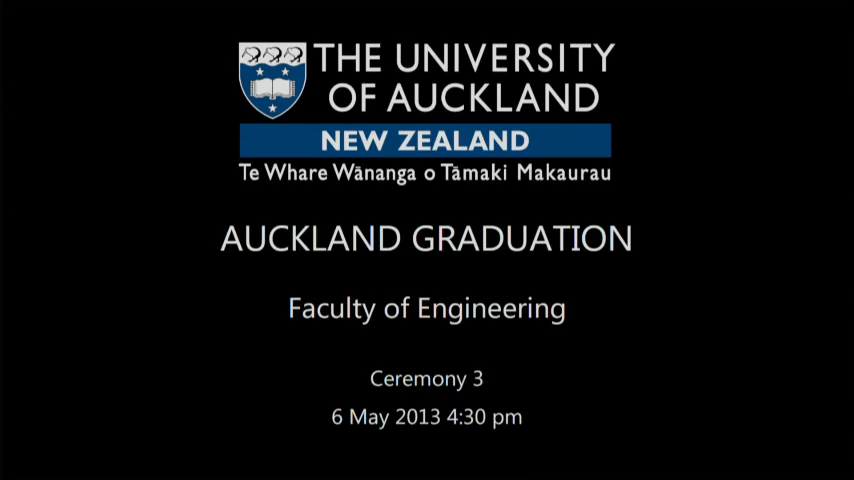 THE UNIVERSITY
OF AUCKLAND
NEW ZEALAND
Te Whare Wānanga o Tāmaki Makaurau
AUCKLAND GRADUATION
Faculty of Engineering
Ceremony 3
6 May 2013 4:30 pm